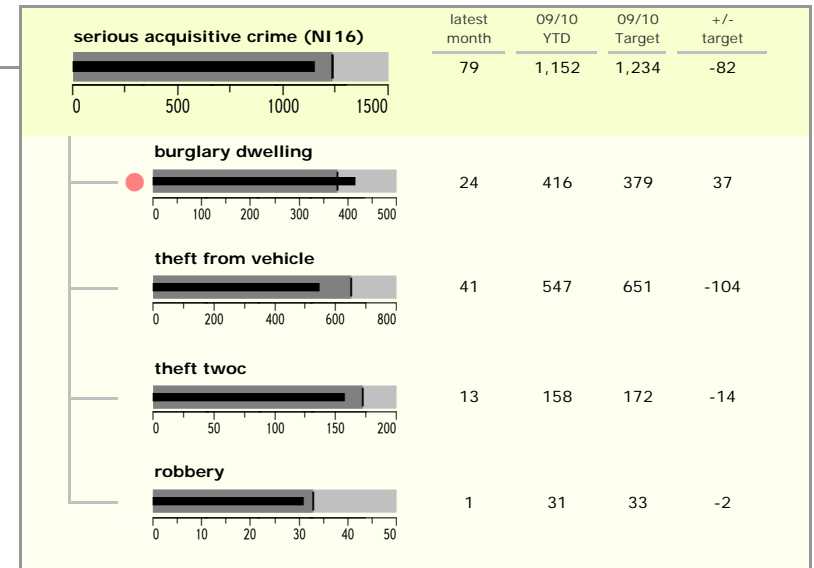 latest 09/10 09/10 +/-
serious acquisitive crime (NI16) month YTD Target target
79 1,152 1,234 -82
0 500 1000 1500
burglary dwelling
24 416 379 37
0 100 200 300 400 500
theft from vehicle
41 547 651 -104
0 200 400 600 800
theft twoc
13 158 172 -14
0 50 100 150 200
robbery
1 31 33 -2
0 10 20 30 40 50